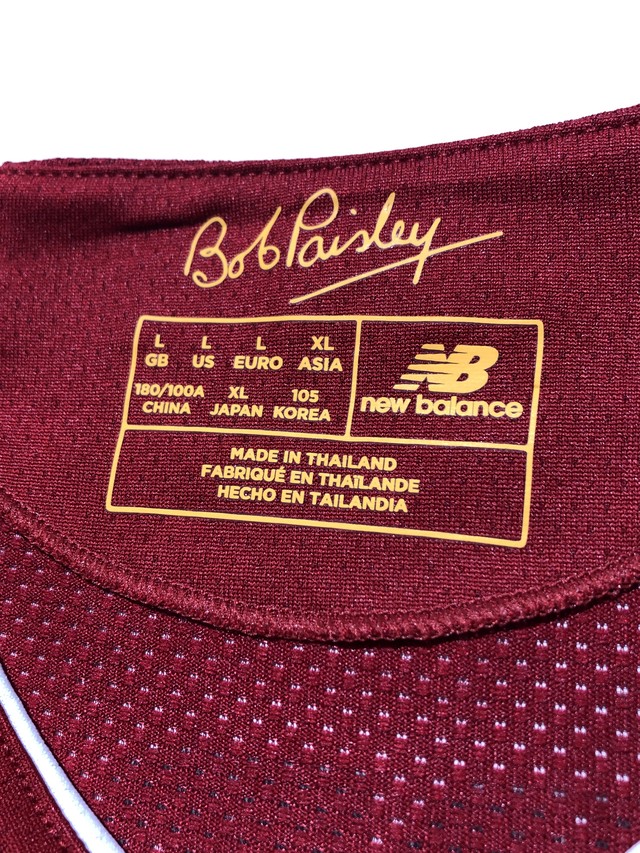 Bob Paisley
L L L XL
GB US EURO ASIA
180/100A XL 105
CHINA JAPAN KOREA
NB
new balance
MADE IN THAILAND
FABRIQUÉ EN THAÏLANDE
HECHO EN TAILANDIA